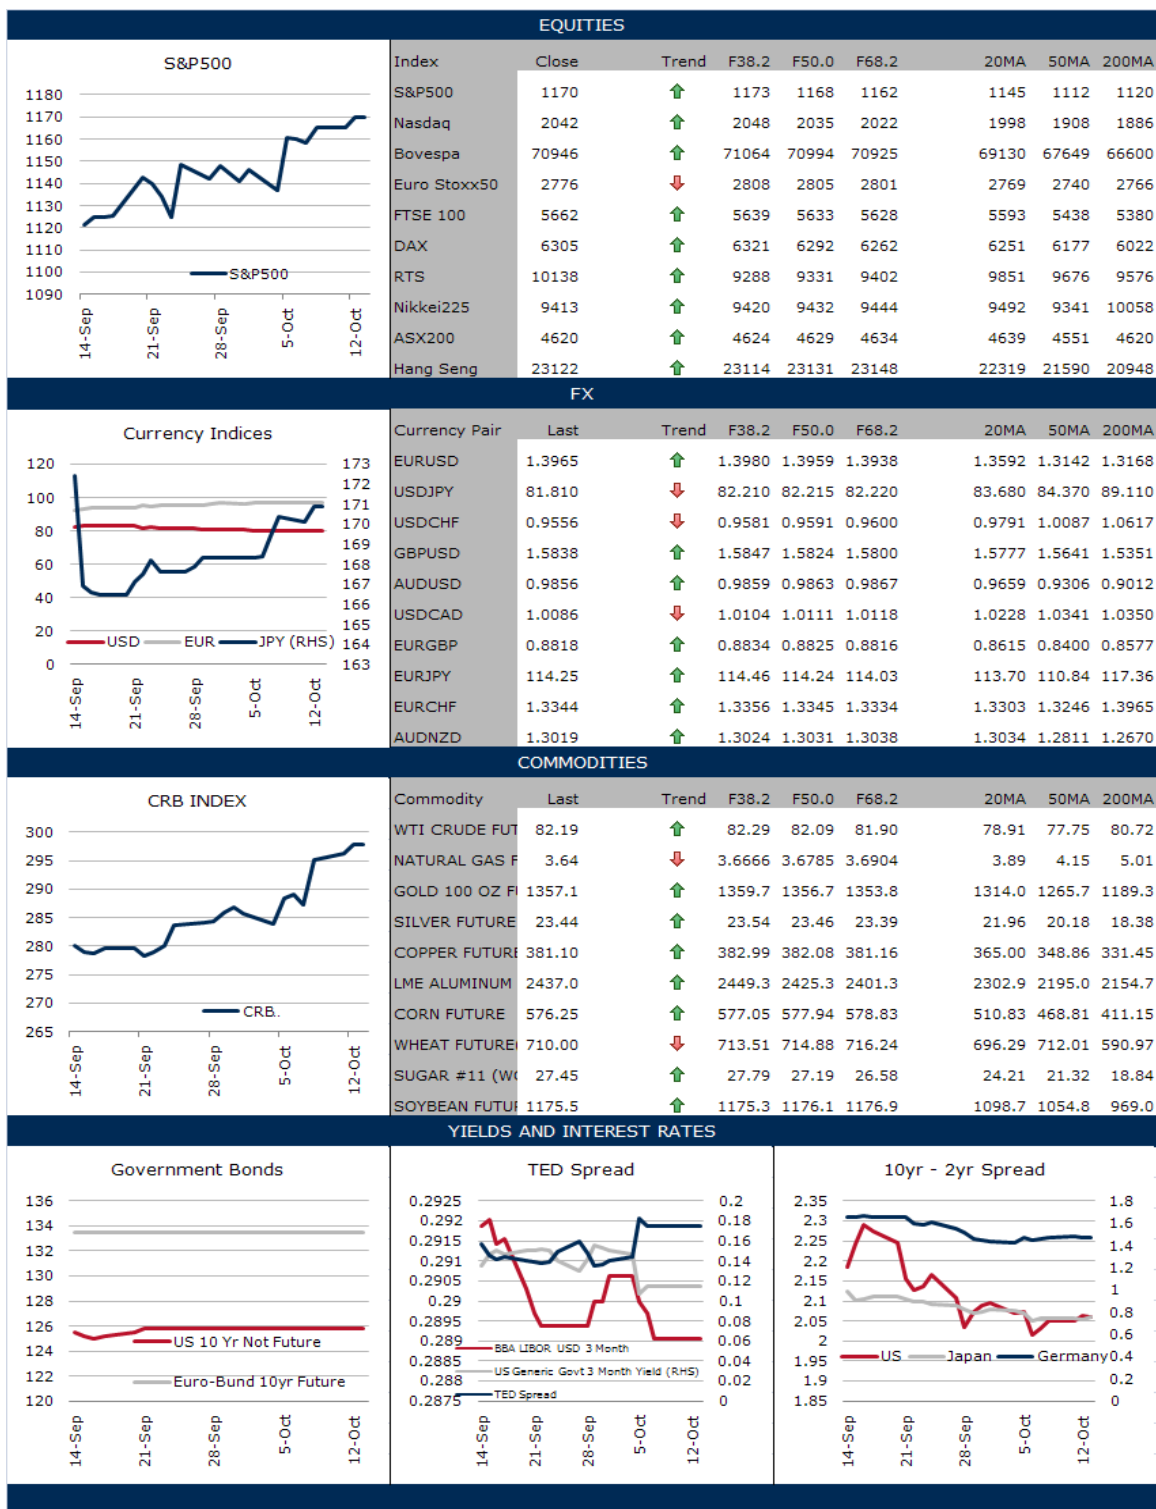 EQUITIES
S&P500
1180
1170
1160
1150
1140
1130
1120
1110
1100
1090
S&P500
14-Sep
21-Sep
28-Sep
5-Oct
12-Oct
Index Close Trend F38.2 F50.0 F68.2 20MA 50MA 200MA
S&P500 1170 1173 1168 1162 1145 1112 1120
Nasdaq 2042 2048 2035 2022 1998 1908 1886
Bovespa 70946 71064 70994 70925 69130 67649 66600
Euro Stoxx50 2776 2808 2805 2801 2769 2740 2766
FTSE 100 5662 5639 5633 5628 5593 5438 5380
DAX 6305 6321 6292 6262 6251 6177 6022
RTS 10138 9288 9331 9402 9851 9676 9576
Nikkei225 9413 9420 9432 9444 9492 9341 10058
ASX200 4620 4624 4629 4634 4639 4551 4620
Hang Seng 23122 23114 23131 23148 22319 21590 20948
FX
Currency Indices
120
100
80
60
40
20
0
173
172
171
170
169
168
167
166
165
164
163
USD EUR JPY (RHS)
14-Sep
21-Sep
28-Sep
5-Oct
12-Oct
Currency Pair Last Trend F38.2 F50.0 F68.2 20MA 50MA 200MA
EURUSD 1.3965 1.3980 1.3959 1.3938 1.3592 1.3142 1.3168
USDJPY 81.810 82.210 82.215 82.220 83.680 84.370 89.110
USDCHF 0.9556 0.9581 0.9591 0.9600 0.9791 1.0087 1.0617
GBPUSD 1.5838 1.5847 1.5824 1.5800 1.5777 1.5641 1.5351
AUDUSD 0.9856 0.9859 0.9863 0.9867 0.9659 0.9306 0.9012
USDCAD 1.0086 1.0104 1.0111 1.0118 1.0228 1.0341 1.0350
EURGBP 0.8818 0.8834 0.8825 0.8816 0.8615 0.8400 0.8577
EURJPY 114.25 114.46 114.24 114.03 113.70 110.84 117.36
EURCHF 1.3344 1.3356 1.3345 1.3334 1.3303 1.3246 1.3965
AUDNZD 1.3019 1.3024 1.3031 1.3038 1.3034 1.2811 1.2670
COMMODITIES
CRB INDEX
300
295
290
285
280
275
270
265
CRB..
14-Sep
21-Sep
28-Sep
5-Oct
12-Oct
Commodity Last Trend F38.2 F50.0 F68.2 20MA 50MA 200MA
WTI CRUDE FUT 82.19 82.29 82.09 81.90 78.91 77.75 80.72
NATURAL GAS F 3.64 3.6666 3.6785 3.6904 3.89 4.15 5.01
GOLD 100 OZ FU 1357.1 1359.7 1356.7 1353.8 1314.0 1265.7 1189.3
SILVER FUTURE 23.44 23.54 23.46 23.39 21.96 20.18 18.38
COPPER FUTURE 381.10 382.99 382.08 381.16 365.00 348.86 331.45
LME ALUMINUM 2437.0 2449.3 2425.3 2401.3 2302.9 2195.0 2154.7
CORN FUTURE 576.25 577.05 577.94 578.83 510.83 468.81 411.15
WHEAT FUTURE( 710.00 713.51 714.88 716.24 696.29 712.01 590.97
SUGAR #11 (WO 27.45 27.79 27.19 26.58 24.21 21.32 18.84
SOYBEAN FUTUR 1175.5 1175.3 1176.1 1176.9 1098.7 1054.8 969.0
YIELDS AND INTEREST RATES
Government Bonds
136
134
132
130
128
126
124
122
120
US 10 Yr Not Future
Euro-Bund 10yr Future
14-Sep
21-Sep
28-Sep
5-Oct
12-Oct
TED Spread
0.2925
0.292
0.2915
0.291
0.2905
0.29
0.2895
0.289
0.2885
0.288
0.2875
0.2
0.18
0.16
0.14
0.12
0.1
0.08
0.06
0.04
0.02
0
BBA LIBOR USD 3 Month
US Generic Govt 3 Month Yield (RHS)
TED Spread
14-Sep
21-Sep
28-Sep
5-Oct
12-Oct
10yr - 2yr Spread
2.35
2.3
2.25
2.2
2.15
2.1
2.05
2
1.95
1.9
1.85
1.8
1.6
1.4
1.2
1
0.8
0.6
0.4
0.2
0
US Japan Germany
14-Sep
21-Sep
28-Sep
5-Oct
12-Oct